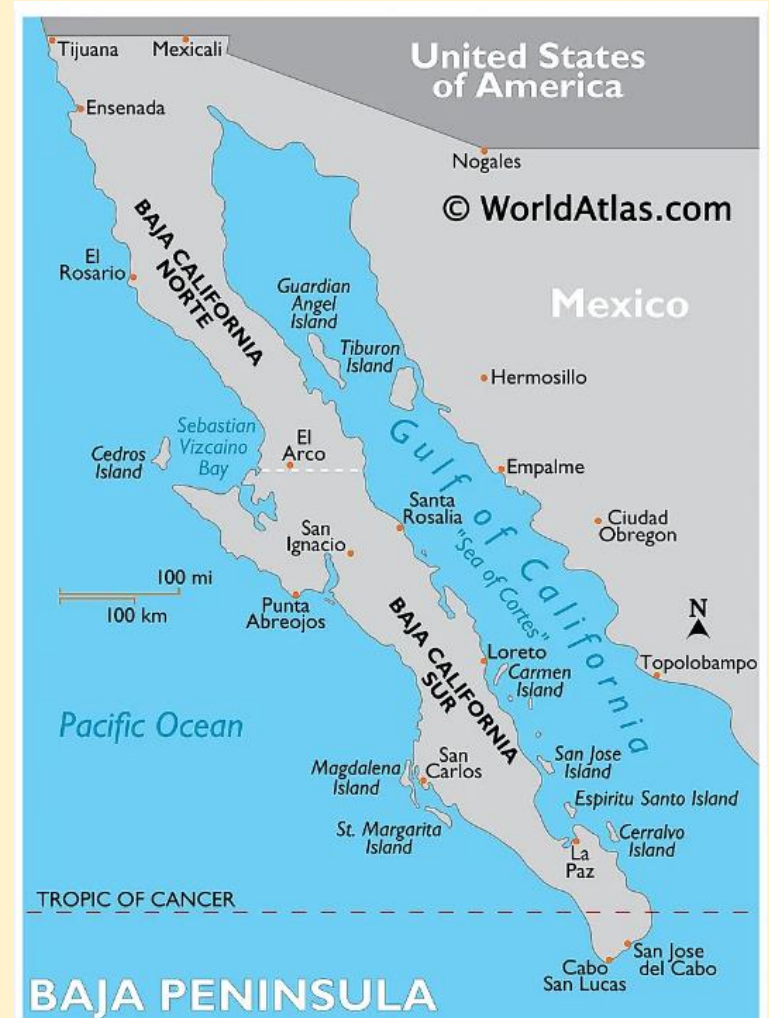 Tijuana
Mexicali
United States
of America
Ensenada
Nogales
© WorldAtlas.com
BAJA CALIFORNIA
NORTE
El
Rosario
Guardian
Angel
Island
Mexico
Tiburon
Island
Hermosillo
Sebastian
Vizcaino
Bay
Cedros
Island
El
Arco
Gulf of California
"Sea of Cortes"
Empalme
Santa
Rosalia
San
Ignacio
Ciudad
Obregon
100 mi
100 km
Punta
Abreojos
BAJA CALIFORNIA
SUR
N
Loreto
Carmen
Island
Topolobampo
Pacific Ocean
San
Carlos
Magdalena
Island
San Jose
Island
Espiritu Santo Island
St. Margarita
Island
Cerralvo
Island
La
Paz
TROPIC OF CANCER
San Jose
del Cabo
Cabo
San Lucas
BAJA PENINSULA